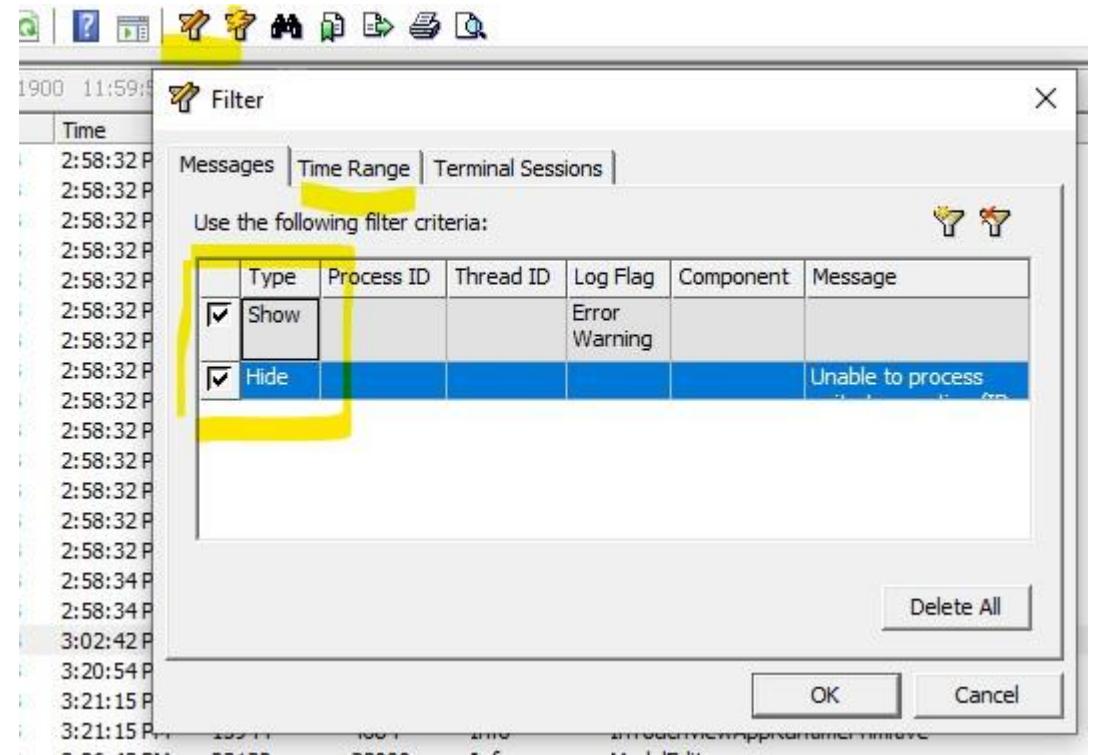 1900 11:59:5
Filter
Time
Messages Time Range Terminal Sessions
2:58:32 P
2:58:32 P
2:58:32 P
Use the following filter criteria:
2:58:32 P
2:58:32 P
Type Process ID Thread ID Log Flag Component Message
2:58:32 P
Show Error
2:58:32 P
Warning
2:58:32 P
Hide Unable to process
2:58:32 P
2:58:32 P
2:58:32 P
2:58:32 P
2:58:32 P
2:58:32 P
2:58:34 P
2:58:34 P
Delete All
3:02:42 P
3:20:54 P
3:21:15 P
OK Cancel
3:21:15 P